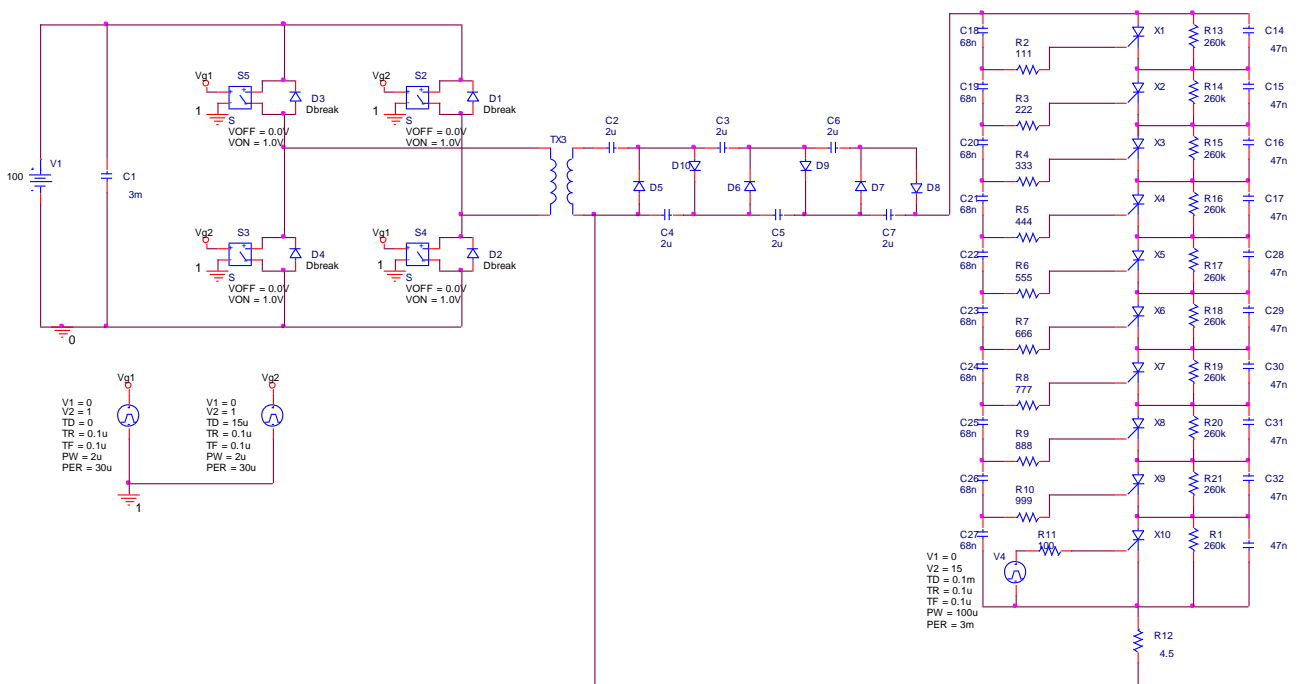 V1
100
C1
3m
0
Vg1
S5
1
D3
Dbreak
S
VOFF = 0.0V
VON = 1.0V
Vg2
S2
1
D1
Dbreak
S
VOFF = 0.0V
VON = 1.0V
Vg2
S3
1
D4
Dbreak
S
VOFF = 0.0V
VON = 1.0V
Vg1
S4
1
D2
Dbreak
S
VOFF = 0.0V
VON = 1.0V
Vg1
V1 = 0
V2 = 1
TD = 0
TR = 0.1u
TF = 0.1u
PW = 2u
PER = 30u
Vg2
V1 = 0
V2 = 1
TD = 15u
TR = 0.1u
TF = 0.1u
PW = 2u
PER = 30u
1
TX3
C2
2u
C3
2u
C6
2u
D10
D9
D5
D6
D7
D8
C4
2u
C5
2u
C7
2u
C18
68n
R2
111
X1
R13
260k
C14
47n
C19
68n
R3
222
X2
R14
260k
C15
47n
C20
68n
R4
333
X3
R15
260k
C16
47n
C21
68n
R5
444
X4
R16
260k
C17
47n
C22
68n
R6
555
X5
R17
260k
C28
47n
C23
68n
R7
666
X6
R18
260k
C29
47n
C24
68n
R8
777
X7
R19
260k
C30
47n
C25
68n
R9
888
X8
R20
260k
C31
47n
C26
68n
R10
999
X9
R21
260k
C32
47n
C27
68n
R11
100
X10
R1
260k
47n
V4
V1 = 0
V2 = 15
TD = 0.1m
TR = 0.1u
TF = 0.1u
PW = 100u
PER = 3m
R12
4.5